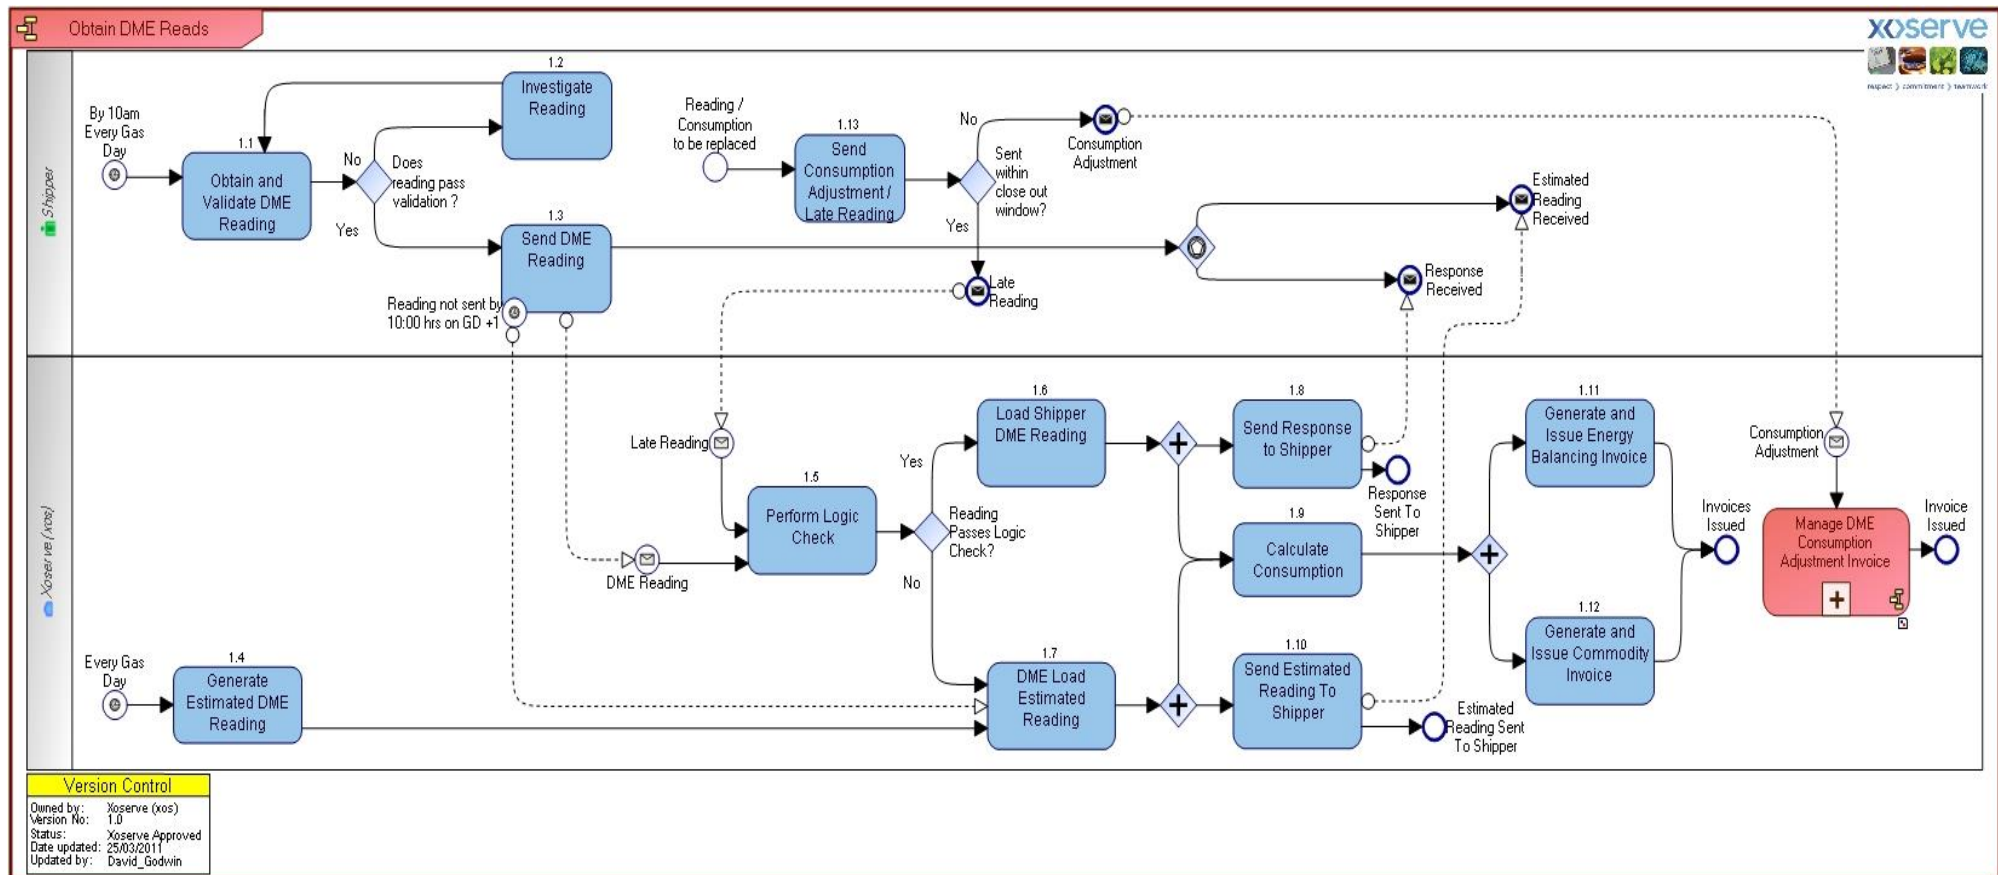 Obtain DME Reads
xoserve
respect > commitment > teamwork
Shipper
By 10am
Every Gas
Day
1.1
Obtain and
Validate DME
Reading
No
Does
reading pass
validation ?
Yes
1.2
Investigate
Reading
1.3
Send DME
Reading
Reading not sent by
10:00 hrs on GD +1
Reading /
Consumption
to be replaced
1.13
Send
Consumption
Adjustment /
Late Reading
No
Sent
within
close out
window?
Yes
Consumption
Adjustment
Late
Reading
Estimated
Reading
Received
Response
Received
Xoserve (xos)
Every Gas
Day
1.4
Generate
Estimated DME
Reading
Late Reading
DME Reading
1.5
Perform Logic
Check
Yes
Reading
Passes Logic
Check?
No
1.6
Load Shipper
DME Reading
1.7
DME Load
Estimated
Reading
1.8
Send Response
to Shipper
Response
Sent To
Shipper
1.9
Calculate
Consumption
1.10
Send Estimated
Reading To
Shipper
Estimated
Reading Sent
To Shipper
1.11
Generate and
Issue Energy
Balancing Invoice
1.12
Generate and
Issue Commodity
Invoice
Invoices
Issued
Consumption
Adjustment
Manage DME
Consumption
Adjustment Invoice
Invoice
Issued
Version Control
Owned by: Xoserve (xos)
Version No: 1.0
Status: Xoserve Approved
Date updated: 25/03/2011
Updated by: David_Godwin